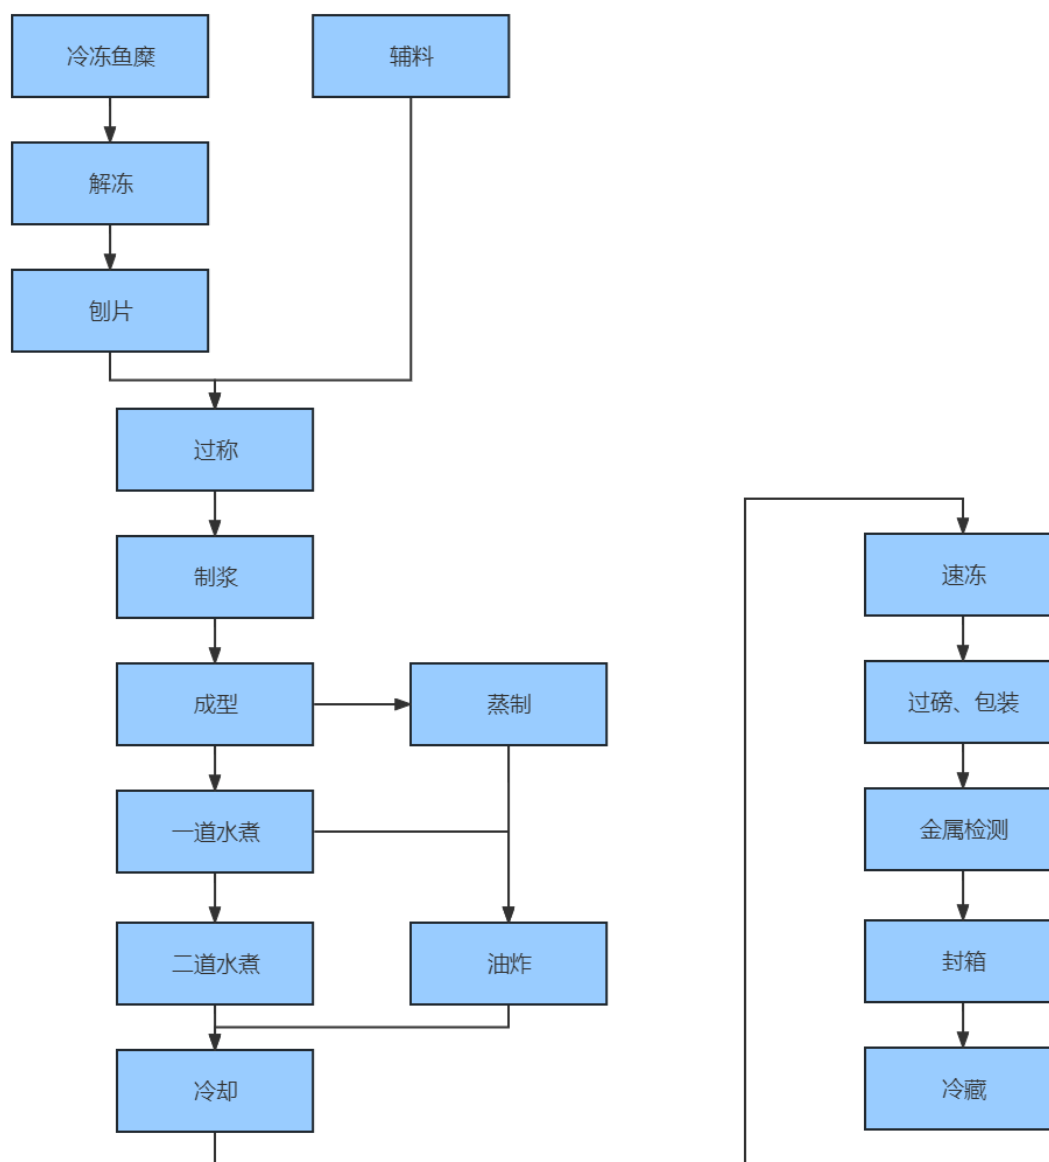 冷冻鱼糜
辅料
解冻
刨片
过称
制浆
成型
蒸制
一道水煮
二道水煮
油炸
冷却
速冻
过磅、包装
金属检测
封箱
冷藏